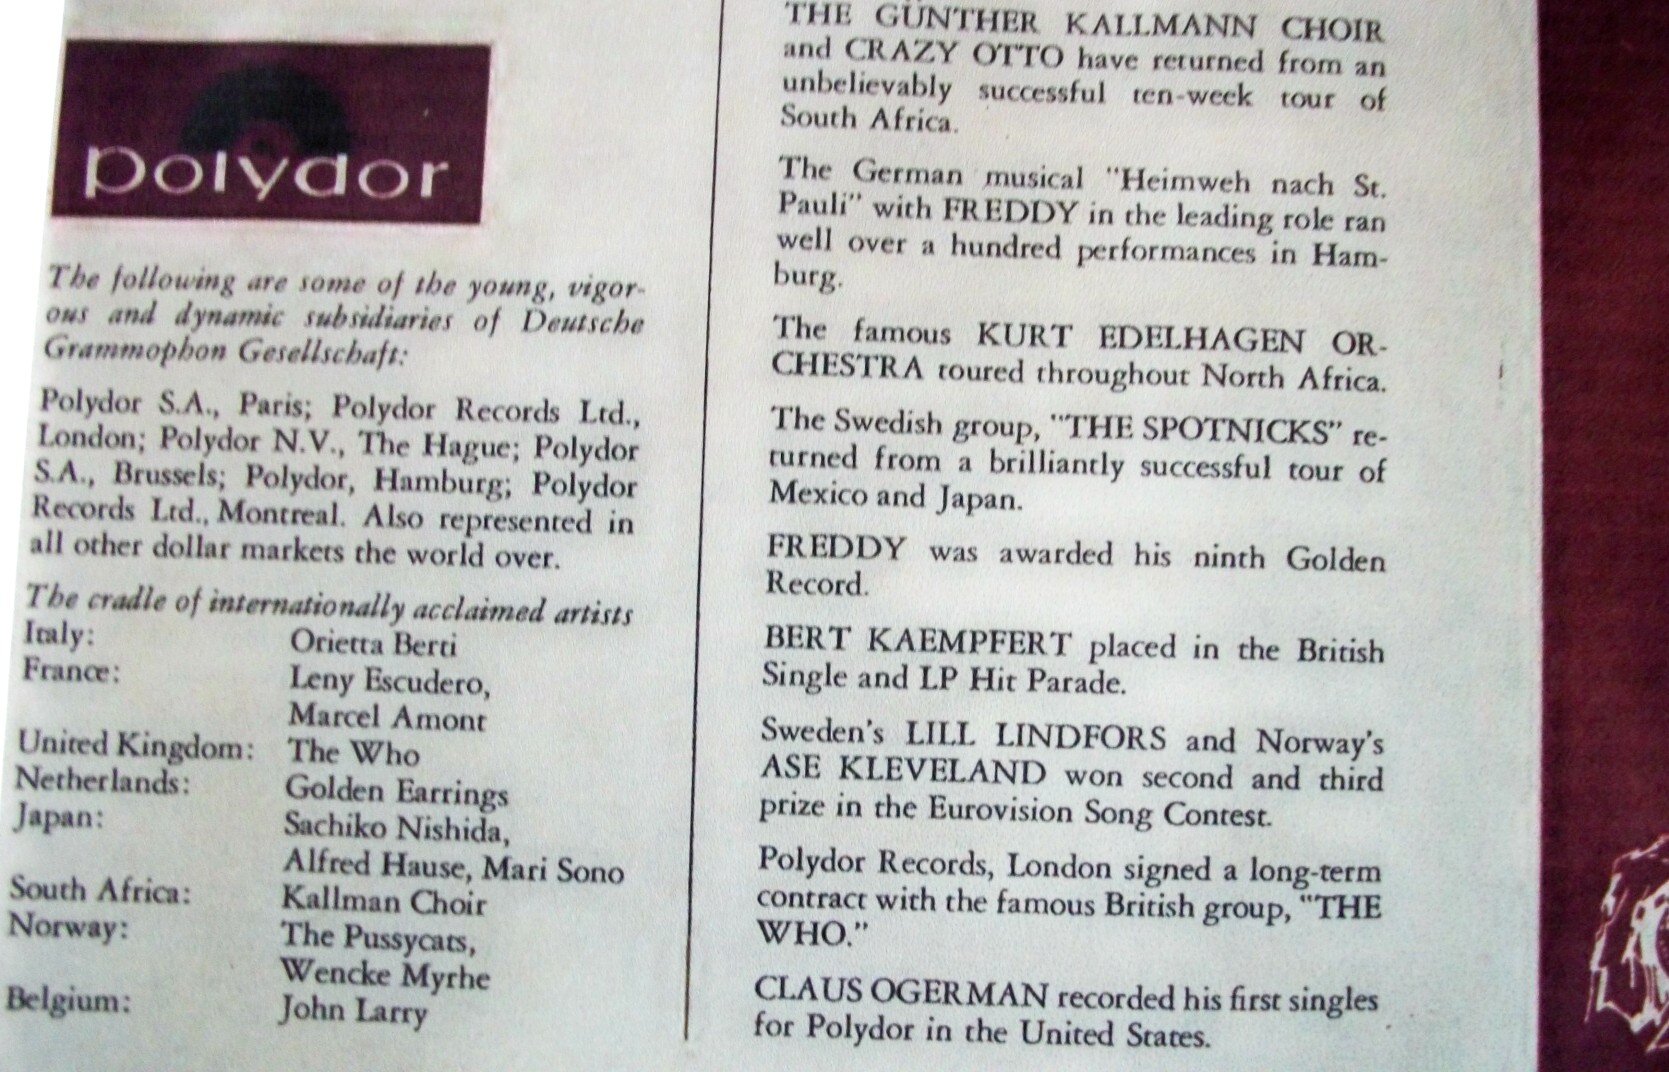 polydor
The following are some of the young, vigor-
ous and dynamic subsidiaries of Deutsche
Grammophon Gesellschaft:
Polydor S.A., Paris; Polydor Records Ltd.,
London; Polydor N.V., The Hague; Polydor
S.A., Brussels; Polydor, Hamburg; Polydor
Records Ltd., Montreal. Also represented in
all other dollar markets the world over.
The cradle of internationally acclaimed artists
Italy: Orietta Berti
France: Leny Escudero,
Marcel Amont
United Kingdom: The Who
Netherlands: Golden Earrings
Japan: Sachiko Nishida,
Alfred Hause, Mari Sono
South Africa: Kallman Choir
Norway: The Pussycats,
Wencke Myrhe
Belgium: John Larry
THE GÜNTHER KALLMANN CHOIR
and CRAZY OTTO have returned from an
unbelievably successful ten-week tour of
South Africa.
The German musical "Heimweh nach St.
Pauli" with FREDDY in the leading role ran
well over a hundred performances in Ham-
burg.
The famous KURT EDELHAGEN OR-
CHESTRA toured throughout North Africa.
The Swedish group, "THE SPOTNICKS" re-
turned from a brilliantly successful tour of
Mexico and Japan.
FREDDY was awarded his ninth Golden
Record.
BERT KAEMPFERT placed in the British
Single and LP Hit Parade.
Sweden's LILL LINDFORS and Norway's
ASE KLEVELAND won second and third
prize in the Eurovision Song Contest.
Polydor Records, London signed a long-term
contract with the famous British group, "THE
WHO."
CLAUS OGERMAN recorded his first singles
for Polydor in the United States.